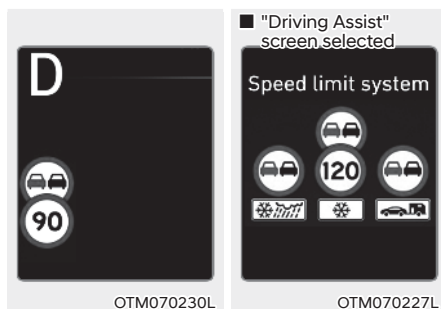 D
90
OTM070230L
■ "Driving Assist"
screen selected
Speed limit system
120
OTM070227L